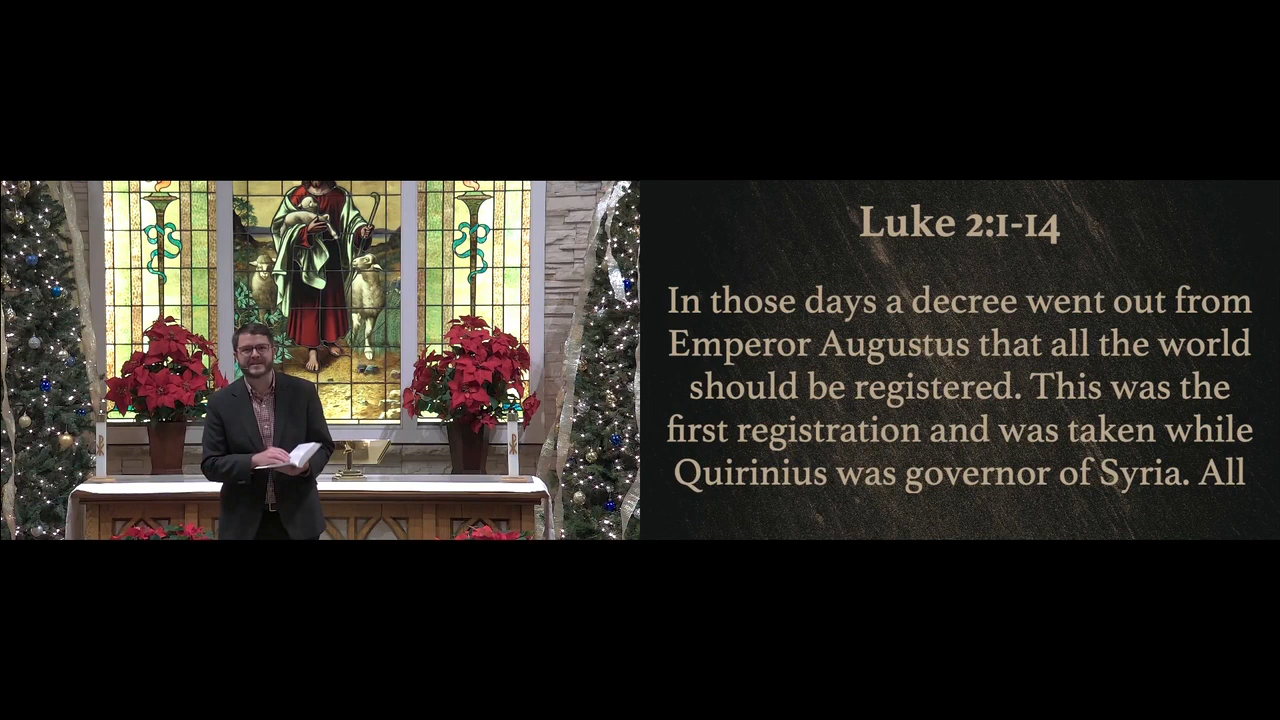 Luke 2:1-14
In those days a decree went out from
Emperor Augustus that all the world
should be registered. This was the
first registration and was taken while
Quirinius was governor of Syria. All